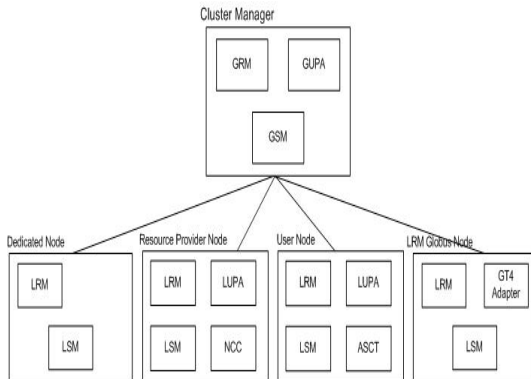 Cluster Manager
GRM
GUPA
GSM
Dedicated Node
Resource Provider Node
User Node
LRM Globus Node
LRM
LSM
LRM
LUPA
LSM
NCC
LRM
LUPA
LSM
ASCT
LRM
GT4
Adapter
LSM